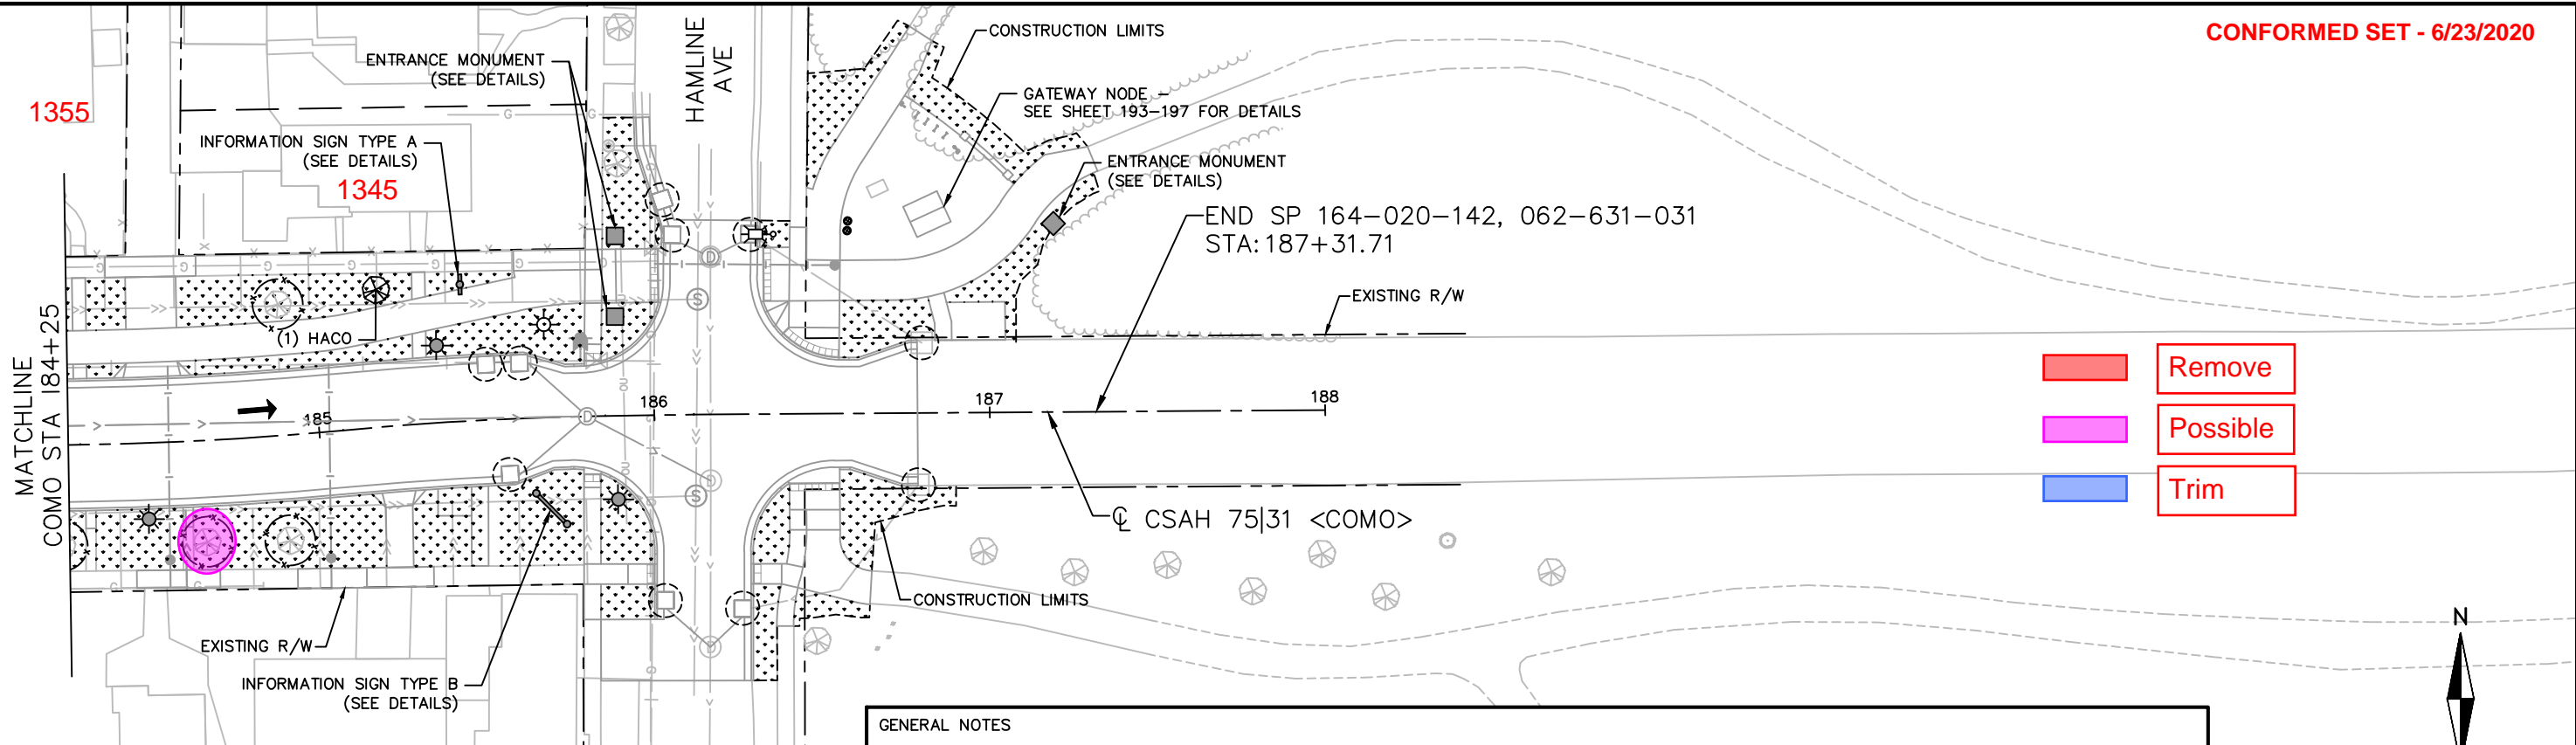 CONFORMED SET - 6/23/2020
HAMLINE
AVE
CONSTRUCTION LIMITS
ENTRANCE MONUMENT
(SEE DETAILS)
GATEWAY NODE –
SEE SHEET 193–197 FOR DETAILS
1355
INFORMATION SIGN TYPE A
(SEE DETAILS)
1345
ENTRANCE MONUMENT
(SEE DETAILS)
END SP 164–020–142, 062–631–031
STA:187+31.71
EXISTING R/W
(1) HACO
MATCHLINE
COMO STA 184+25
185
186
187
188
Remove
Possible
Trim
℄ CSAH 75|31 <COMO>
CONSTRUCTION LIMITS
EXISTING R/W
INFORMATION SIGN TYPE B
(SEE DETAILS)
N
GENERAL NOTES